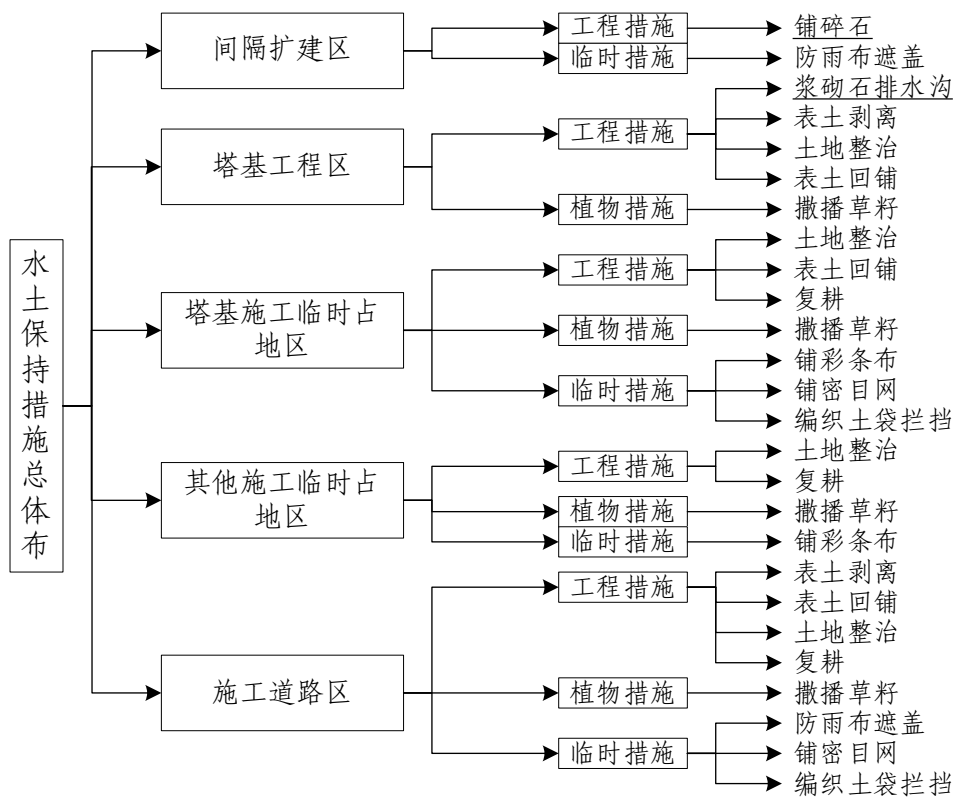 水土保持措施总体布
间隔扩建区
工程措施
铺碎石
临时措施
防雨布遮盖
塔基工程区
工程措施
浆砌石排水沟
表土剥离
土地整治
表土回铺
植物措施
撒播草籽
塔基施工临时占
地区
工程措施
土地整治
表土回铺
复耕
植物措施
撒播草籽
临时措施
铺彩条布
铺密目网
编织土袋拦挡
其他施工临时占
地区
工程措施
土地整治
复耕
植物措施
撒播草籽
临时措施
铺彩条布
施工道路区
工程措施
表土剥离
表土回铺
土地整治
复耕
植物措施
撒播草籽
临时措施
防雨布遮盖
铺密目网
编织土袋拦挡